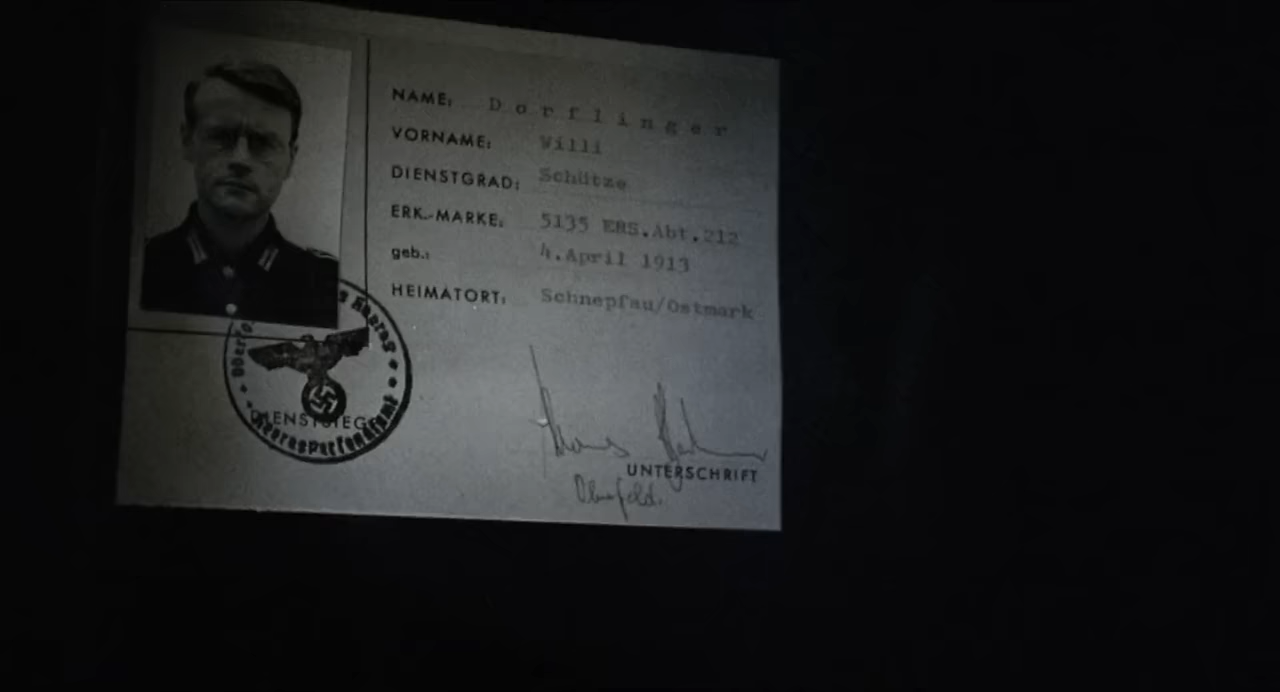 NAME: Dorflinger
VORNAME: Willi
DIENSTGRAD: Schütze
ERK.-MARKE: 5135 ERS.Abt.212
geb.: 4.April 1913
HEIMATORT: Schnepfau/Ostmark
DIENSTSIEGEL
UNTERSCHRIFT